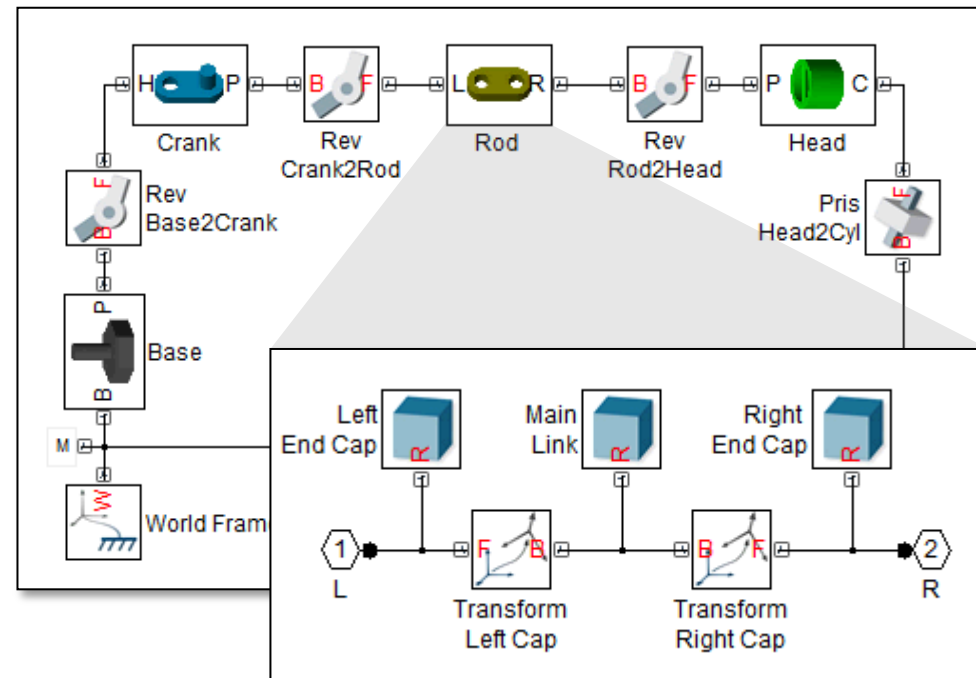 H P
B F
L R
B F
P C
Crank
Rev
Crank2Rod
Rod
Rev
Rod2Head
Head
F
B
Rev
Base2Crank
Pris
Head2Cyl
F
B
P
B
Base
M
W
World Frame
Left
End Cap
R
Main
Link
R
Right
End Cap
R
1
L
F B
Transform
Left Cap
B F
Transform
Right Cap
2
R